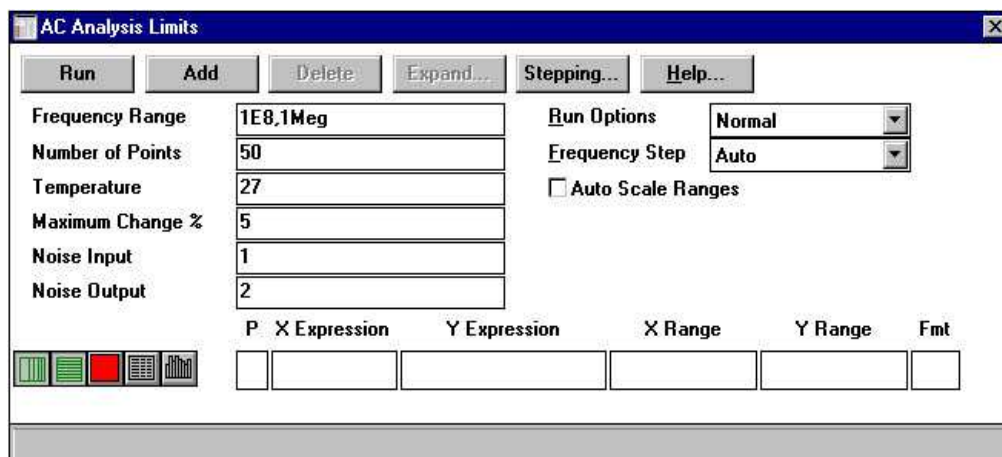 AC Analysis Limits
Run Add Delete Expand... Stepping... Help...
Frequency Range 1E8,1Meg Run Options Normal
Number of Points 50 Frequency Step Auto
Temperature 27 Auto Scale Ranges
Maximum Change % 5
Noise Input 1
Noise Output 2
P X Expression Y Expression X Range Y Range Fmt